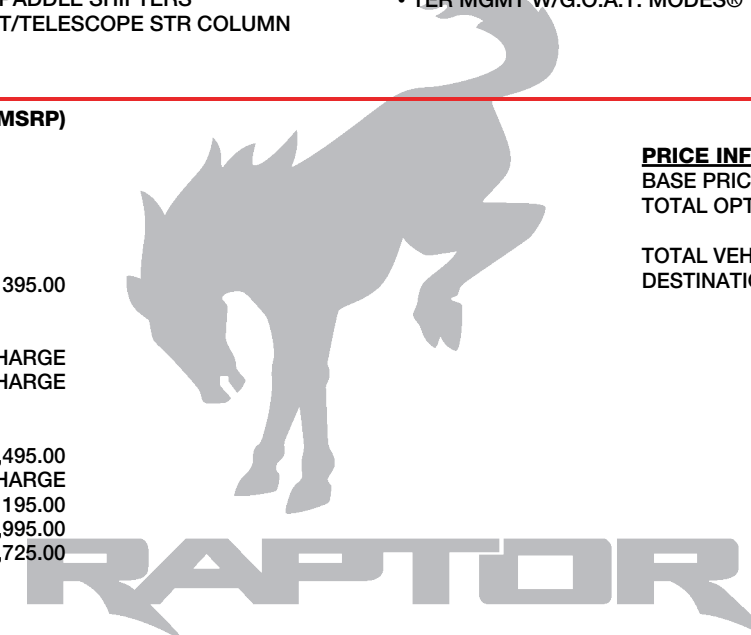 PADDLE SHIFTERS
T/TELESCOPE STR COLUMN
• TER MGMT W/G.O.A.T. MODES®
MSRP)
395.00
HARGE
HARGE
,495.00
HARGE
195.00
,995.00
,725.00
PRICE INF
BASE PRIC
TOTAL OPT
TOTAL VEH
DESTINATI
RAPTOR